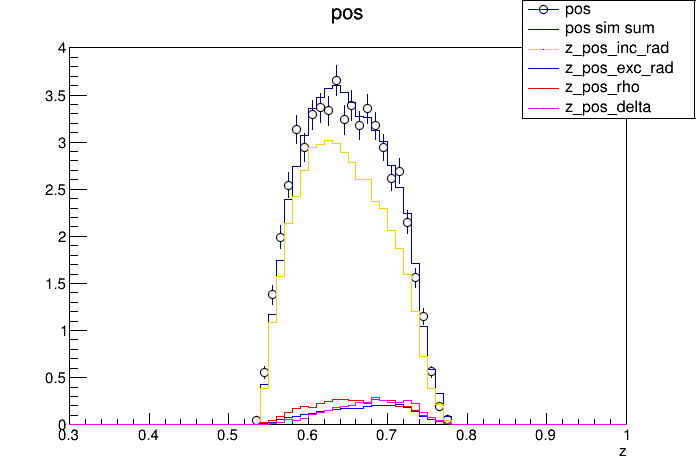 pos
pos
pos sim sum
z_pos_inc_rad
z_pos_exc_rad
z_pos_rho
z_pos_delta
4
3.5
3
2.5
2
1.5
1
0.5
0
0.3 0.4 0.5 0.6 0.7 0.8 0.9 1
z